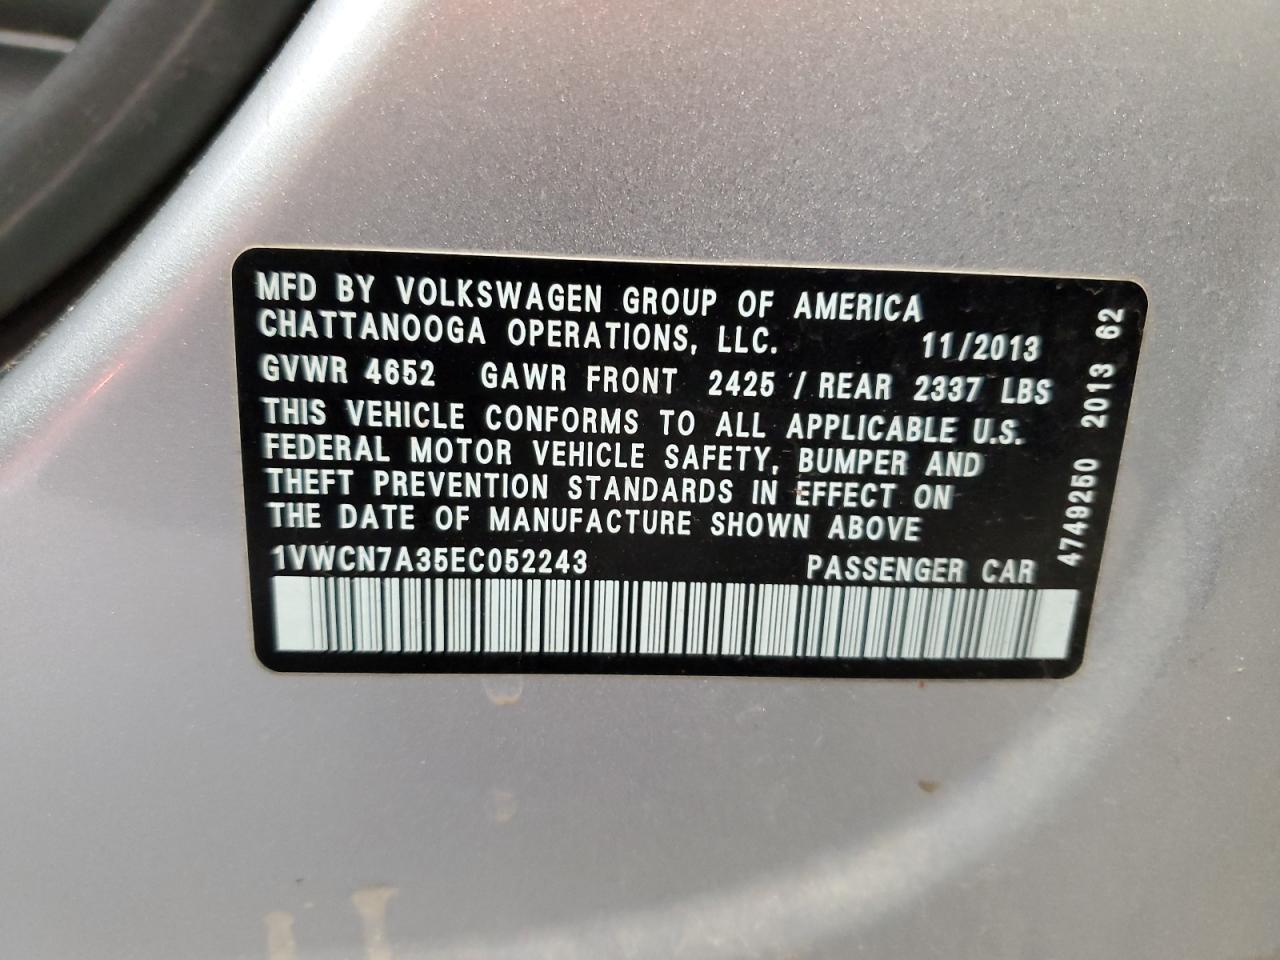 MFD BY VOLKSWAGEN GROUP OF AMERICA
CHATTANOOGA OPERATIONS, LLC. 11/2013
GVWR 4652 GAWR FRONT 2425 / REAR 2337 LBS
THIS VEHICLE CONFORMS TO ALL APPLICABLE U.S.
FEDERAL MOTOR VEHICLE SAFETY, BUMPER AND
THEFT PREVENTION STANDARDS IN EFFECT ON
THE DATE OF MANUFACTURE SHOWN ABOVE
1VWCN7A35EC052243 PASSENGER CAR
4749250 2013 62